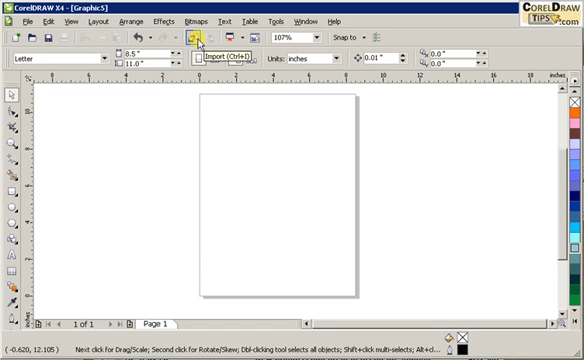 CorelDRAW X4 - [Graphic5]
CORELDRAW
TIPS.com
File Edit View Layout Arrange Effects Bitmaps Text Table Tools Window Help
107% Snap to
Import (Ctrl+I)
Letter 8.5 " 11.0 " Units: inches 0.01 " 0.0 " 0.0 "
inches
1 of 1 Page 1
(-0.620, 12.105) Next click for Drag/Scale; Second click for Rotate/Skew; Dbl-clicking tool selects all objects; Shift+click multi-selects; Alt+cl...